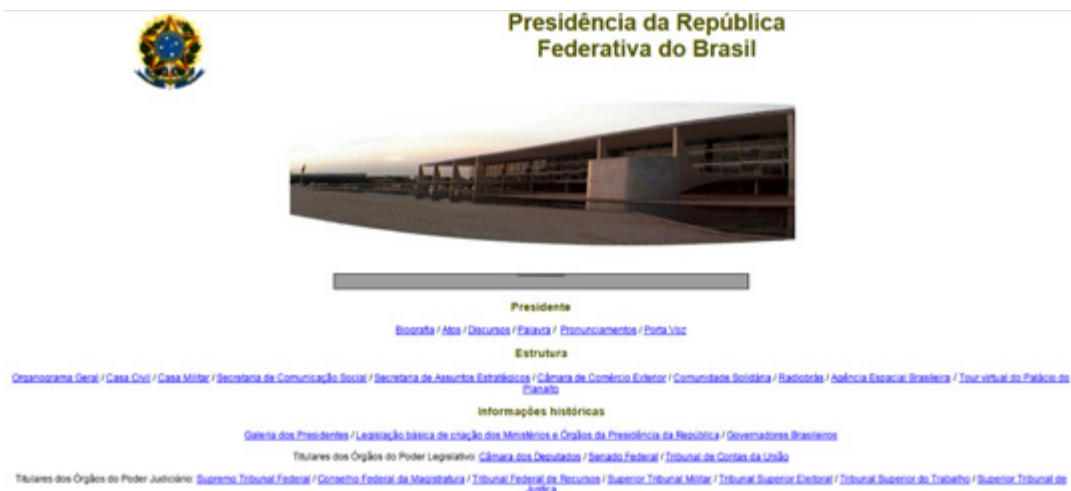 Presidência da República
Federativa do Brasil
Presidente
Biografia / Atos / Discursos / Palavra / Pronunciamentos / Porta Voz
Estrutura
Organograma Geral / Casa Civil / Casa Militar / Secretaria de Comunicação Social / Secretaria de Assuntos Estratégicos / Câmara de Comércio Exterior / Comunidade Solidária / Radiobrás / Agência Espacial Brasileira / Tour virtual do Palácio do
Planalto
Informações históricas
Galeria dos Presidentes / Legislação básica de criação dos Ministérios e Órgãos da Presidência da República / Governadores Brasileiros
Titulares dos Órgãos do Poder Legislativo: Câmara dos Deputados / Senado Federal / Tribunal de Contas da União
Titulares dos Órgãos do Poder Judiciário: Supremo Tribunal Federal / Conselho Federal da Magistratura / Tribunal Federal de Recursos / Superior Tribunal Militar / Tribunal Superior Eleitoral / Tribunal Superior do Trabalho / Superior Tribunal de
Justiça